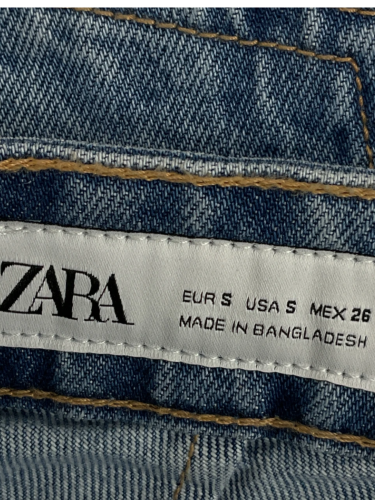 ZARA
EUR S USA S MEX 26
MADE IN BANGLADESH